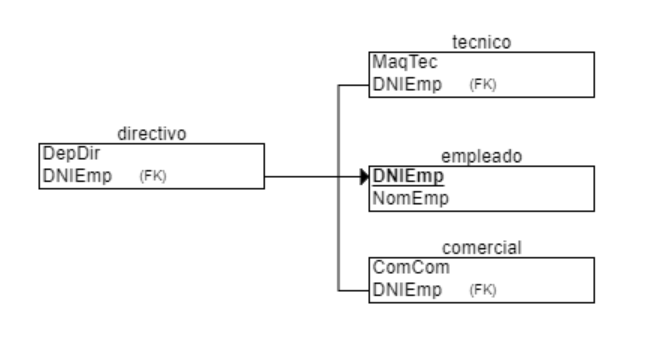 tecnico
MaqTec
DNIEmp (FK)
directivo
DepDir
DNIEmp (FK)
empleado
DNIEmp
NomEmp
comercial
ComCom
DNIEmp (FK)